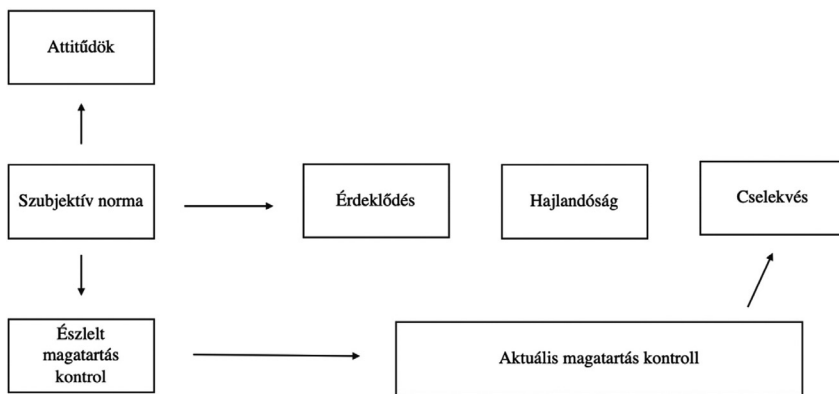 Attitűdök
Szubjektív norma
Érdeklődés
Hajlandóság
Cselekvés
Észlelt
magatartás
kontrol
Aktuális magatartás kontroll